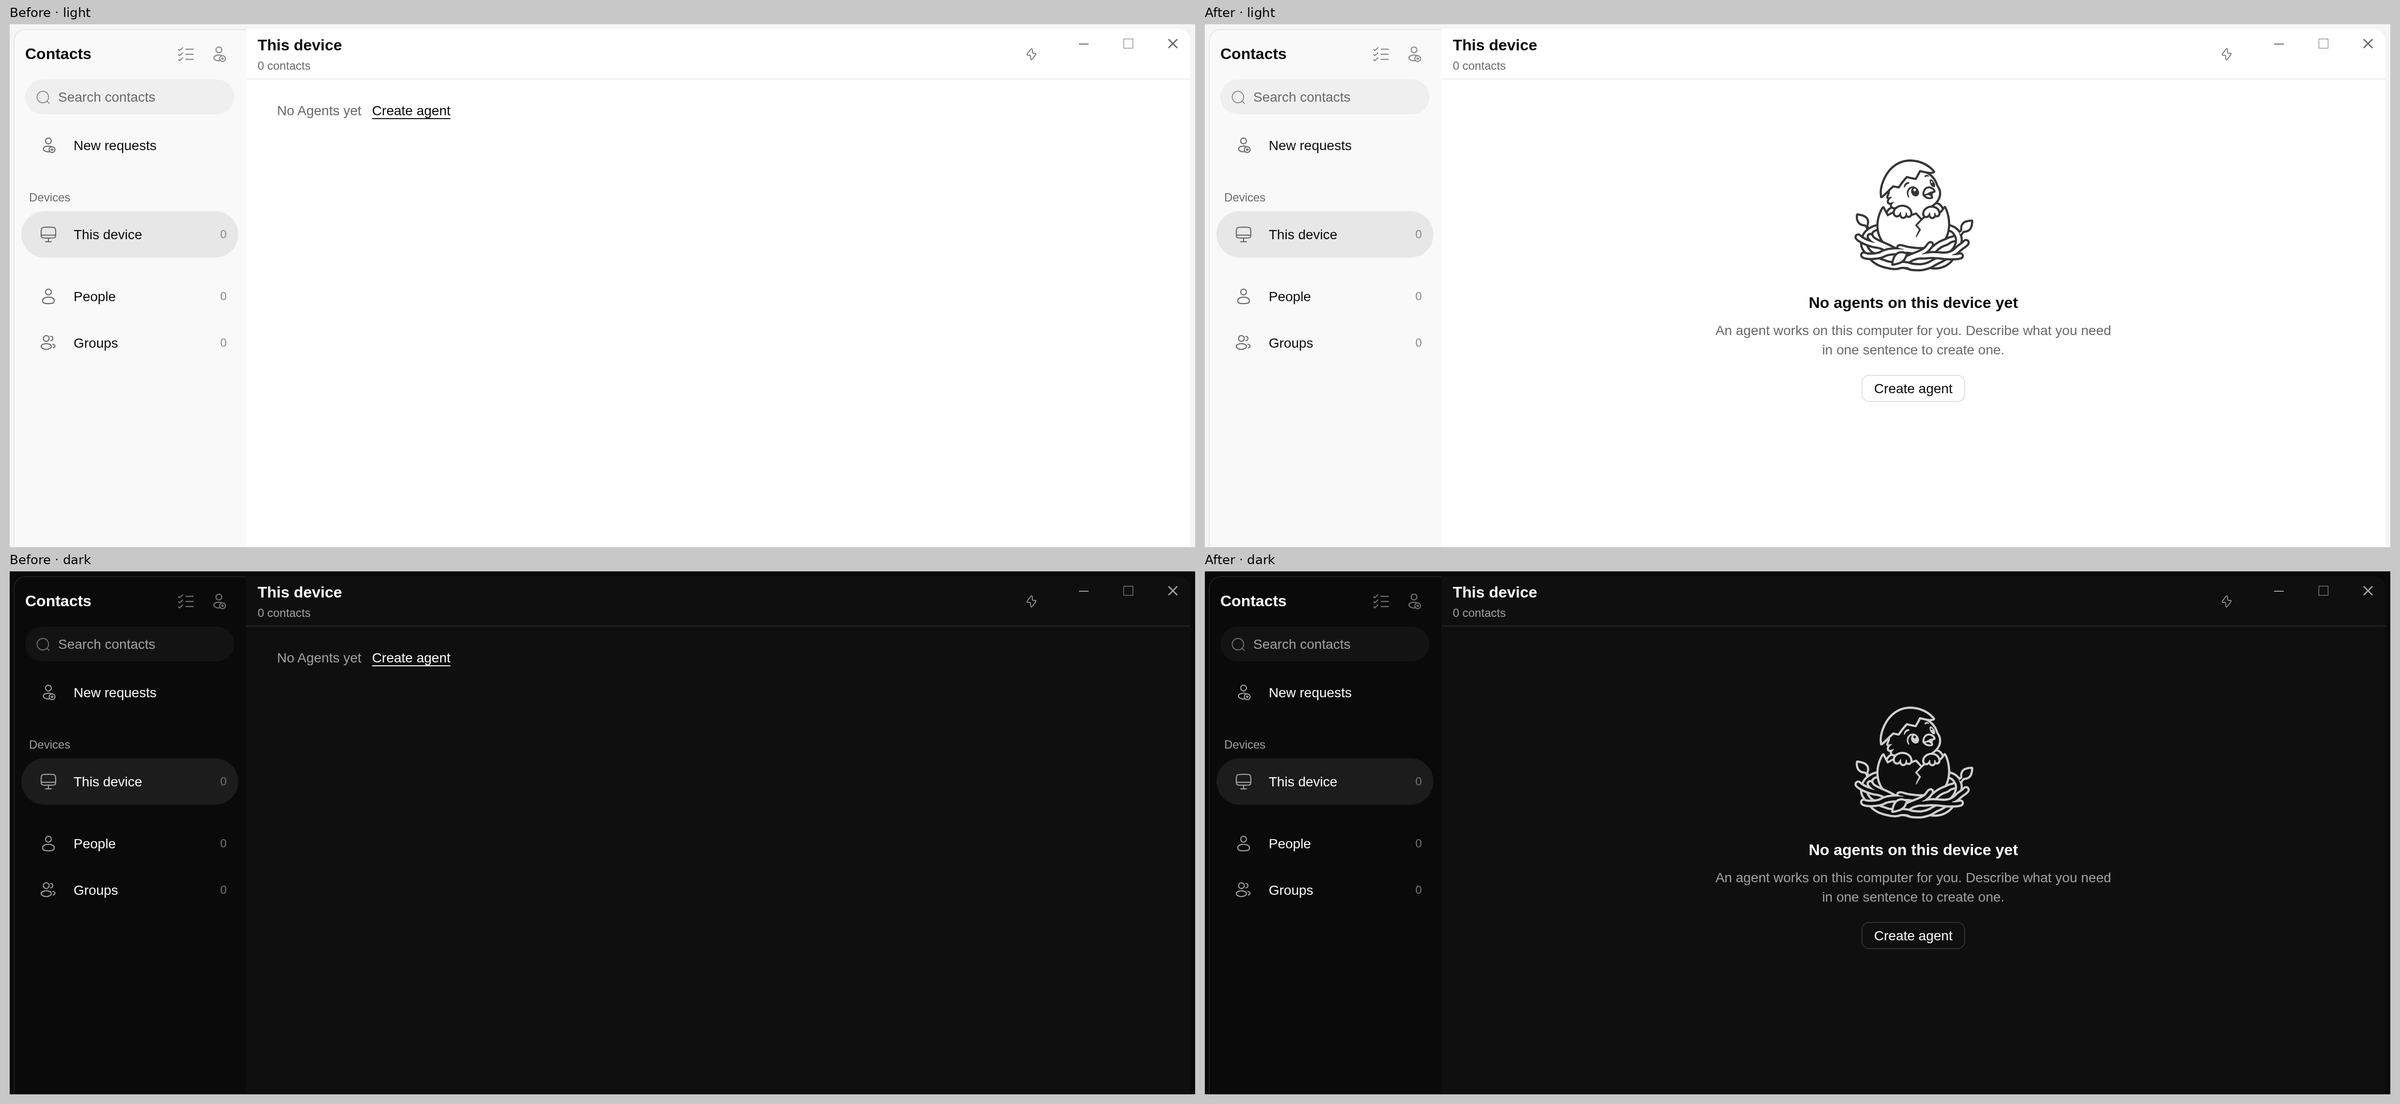 Before · light
Contacts
Search contacts
New requests
Devices
This device 0
People 0
Groups 0
This device
0 contacts
No Agents yet Create agent
After · light
Contacts
Search contacts
New requests
Devices
This device 0
People 0
Groups 0
This device
0 contacts
No agents on this device yet
An agent works on this computer for you. Describe what you need
in one sentence to create one.
Create agent
Before · dark
Contacts
Search contacts
New requests
Devices
This device 0
People 0
Groups 0
This device
0 contacts
No Agents yet Create agent
After · dark
Contacts
Search contacts
New requests
Devices
This device 0
People 0
Groups 0
This device
0 contacts
No agents on this device yet
An agent works on this computer for you. Describe what you need
in one sentence to create one.
Create agent